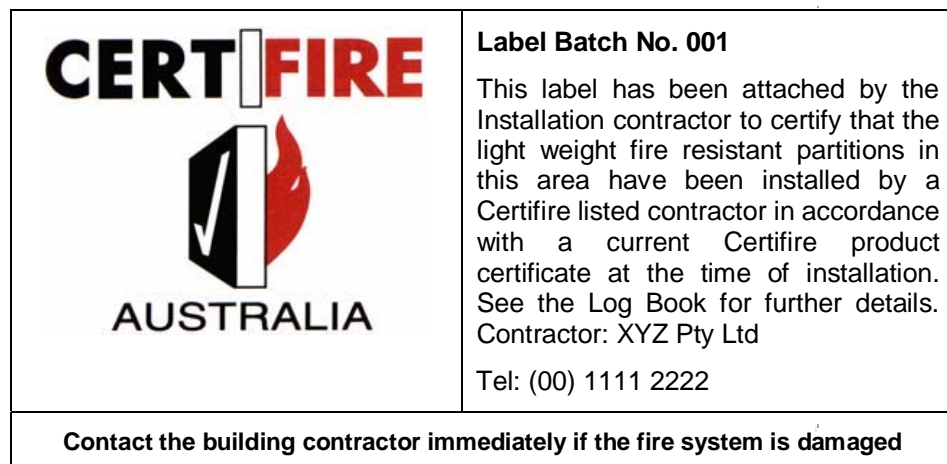 CERTIFIRE
AUSTRALIA
Label Batch No. 001
This label has been attached by the
Installation contractor to certify that the
light weight fire resistant partitions in
this area have been installed by a
Certifire listed contractor in accordance
with a current Certifire product
certificate at the time of installation.
See the Log Book for further details.
Contractor: XYZ Pty Ltd
Tel: (00) 1111 2222
Contact the building contractor immediately if the fire system is damaged